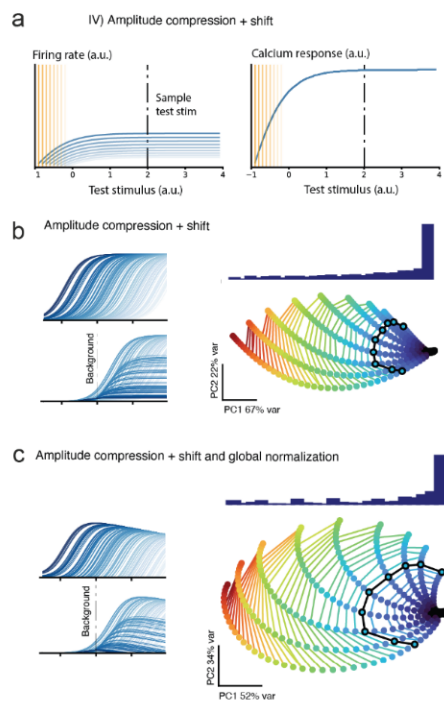 a
IV) Amplitude compression + shift
Firing rate (a.u.)
Calcium response (a.u.)
Sample
test stim
1 0 1 2 3 4
-1 0 1 2 3 4
Test stimulus (a.u.)
Test stimulus (a.u.)
b
Amplitude compression + shift
Background
PC2 22% var
PC1 67% var
c
Amplitude compression + shift and global normalization
Background
PC2 34% var
PC1 52% var